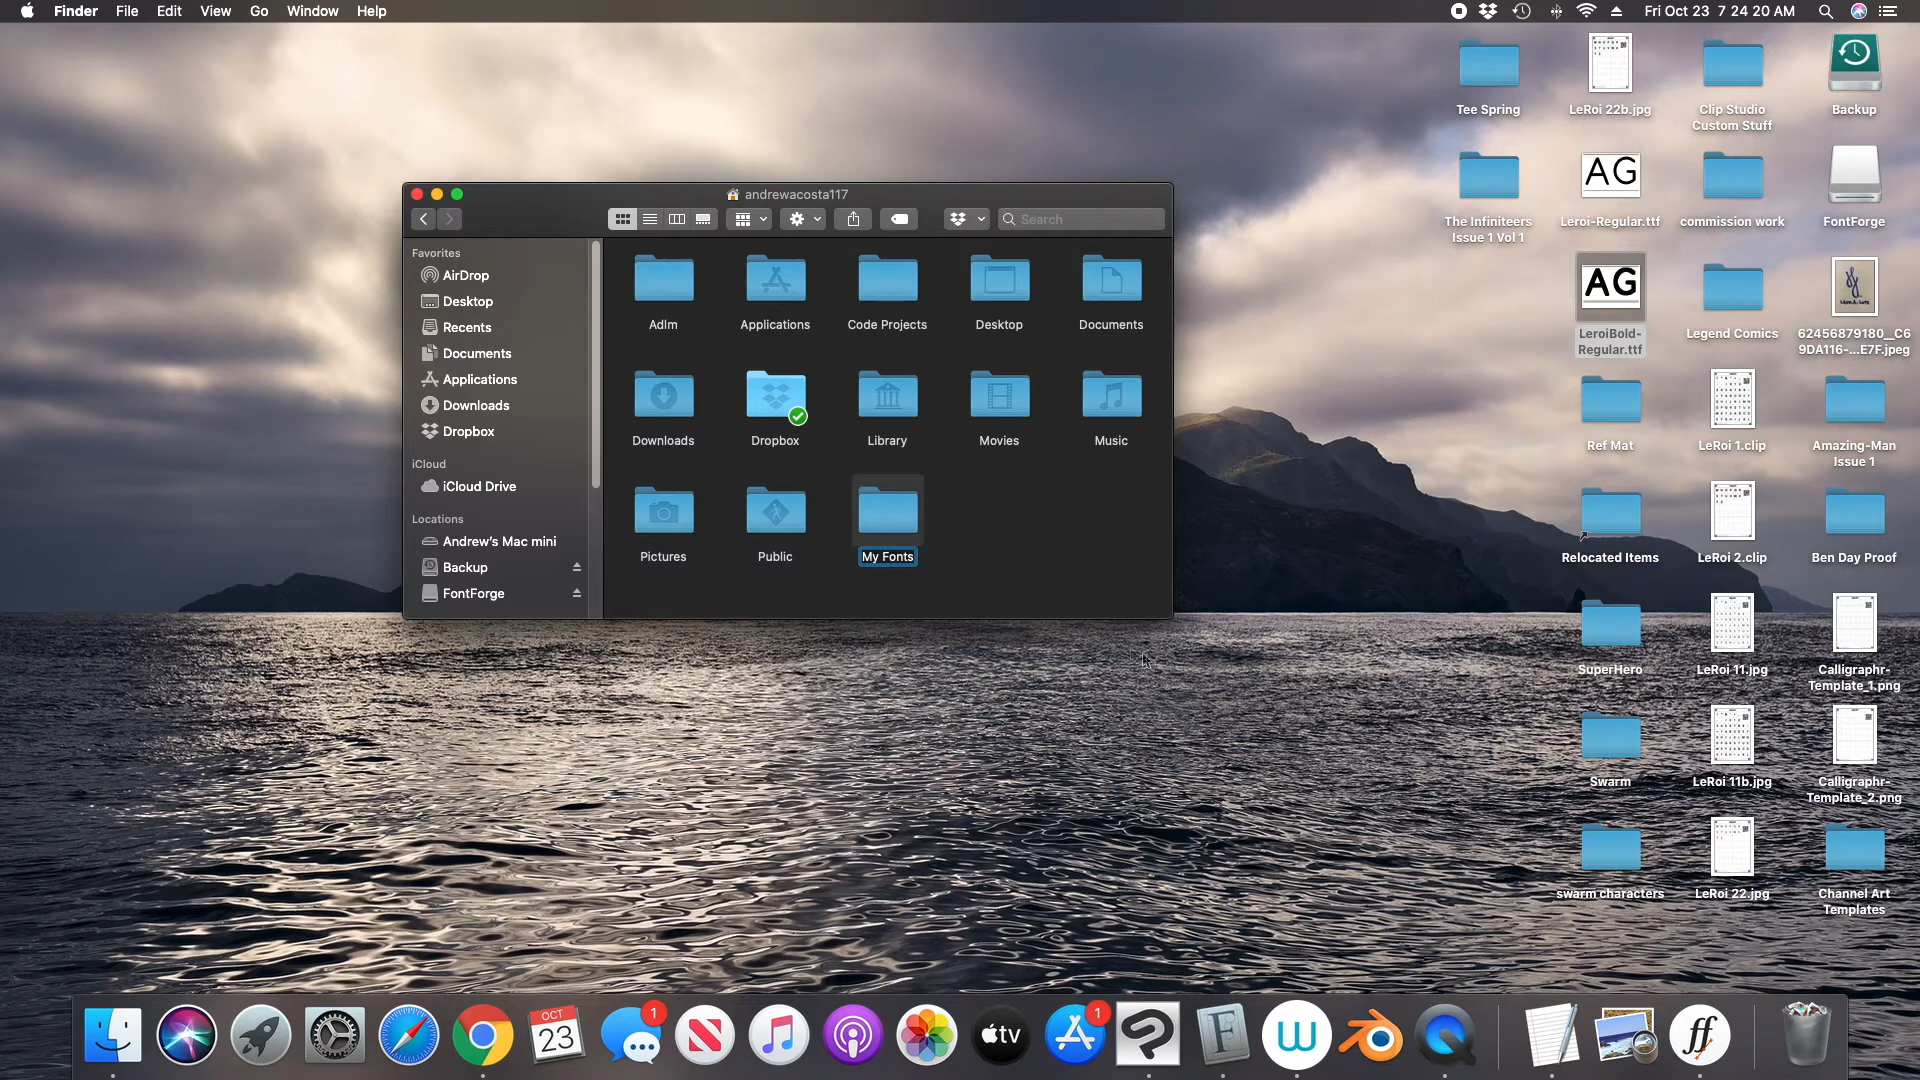 Finder File Edit View Go Window Help
Fri Oct 23 7 24 20 AM
andrewacosta117
Search
Favorites
AirDrop
Desktop
Recents
Documents
Applications
Downloads
Dropbox
iCloud
iCloud Drive
Locations
Andrew's Mac mini
Backup
FontForge
AdIm
Applications
Code Projects
Desktop
Documents
Downloads
Dropbox
Library
Movies
Music
Pictures
Public
My Fonts
Tee Spring
LeRoi 22b.jpg
Clip Studio
Custom Stuff
Backup
AG
The Infiniteers
Issue 1 Vol 1
Leroi-Regular.ttf
commission work
FontForge
AG
LeroiBold-
Regular.ttf
Legend Comics
62456879180__C6
9DA116-...E7F.jpeg
Ref Mat
LeRoi 1.clip
Amazing-Man
Issue 1
Relocated Items
LeRoi 2.clip
Ben Day Proof
SuperHero
LeRoi 11.jpg
Calligraphr-
Template_1.png
Swarm
LeRoi 11b.jpg
Calligraphr-
Template_2.png
swarm characters
LeRoi 22.jpg
Channel Art
Templates
OCT
23
1
tv
1
F
W
ff